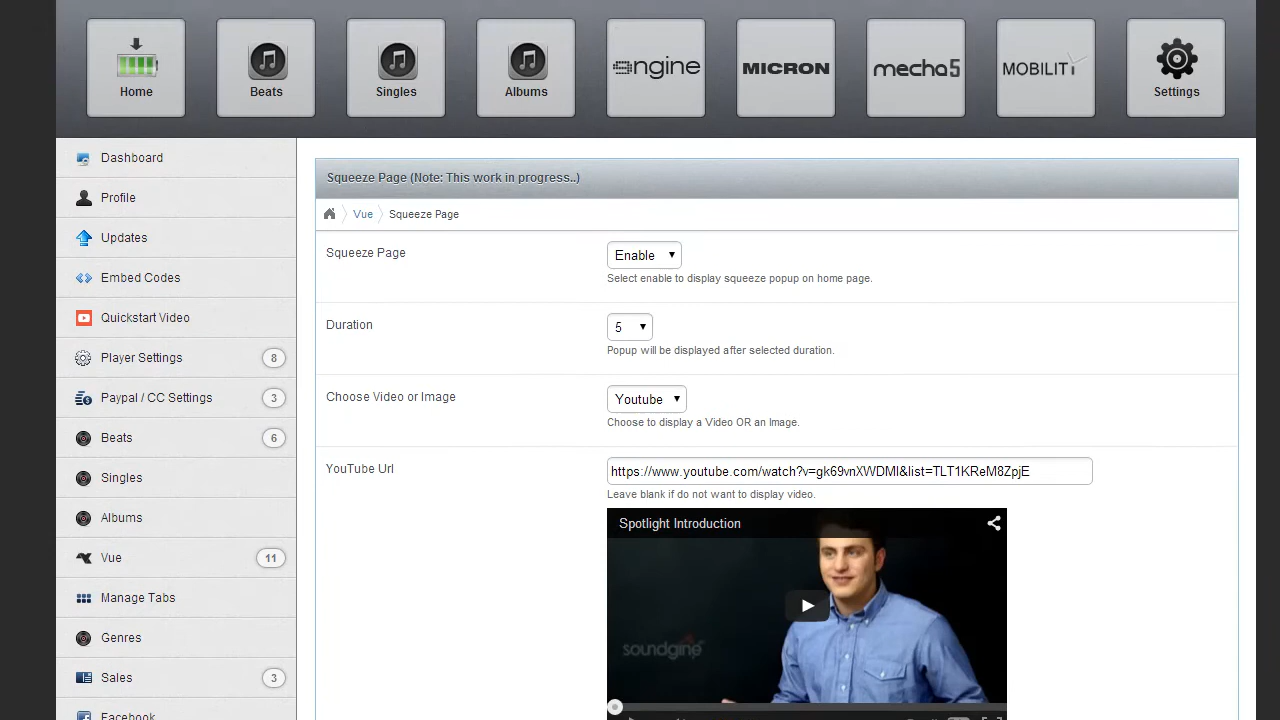 Home
Beats
Singles
Albums
engine
MICRON
mecha5
MOBILITY
Settings
Dashboard
Profile
Updates
Embed Codes
Quickstart Video
Player Settings 8
Paypal / CC Settings 3
Beats 6
Singles
Albums
Vue 11
Manage Tabs
Genres
Sales 3
Facebook
Squeeze Page (Note: This work in progress..)
Vue Squeeze Page
Squeeze Page Enable
Select enable to display squeeze popup on home page.
Duration 5
Popup will be displayed after selected duration.
Choose Video or Image Youtube
Choose to display a Video OR an Image.
YouTube Url https://www.youtube.com/watch?v=gk69vnXWDMI&list=TLT1KReM8ZpjE
Leave blank if do not want to display video.
Spotlight Introduction
soundgine